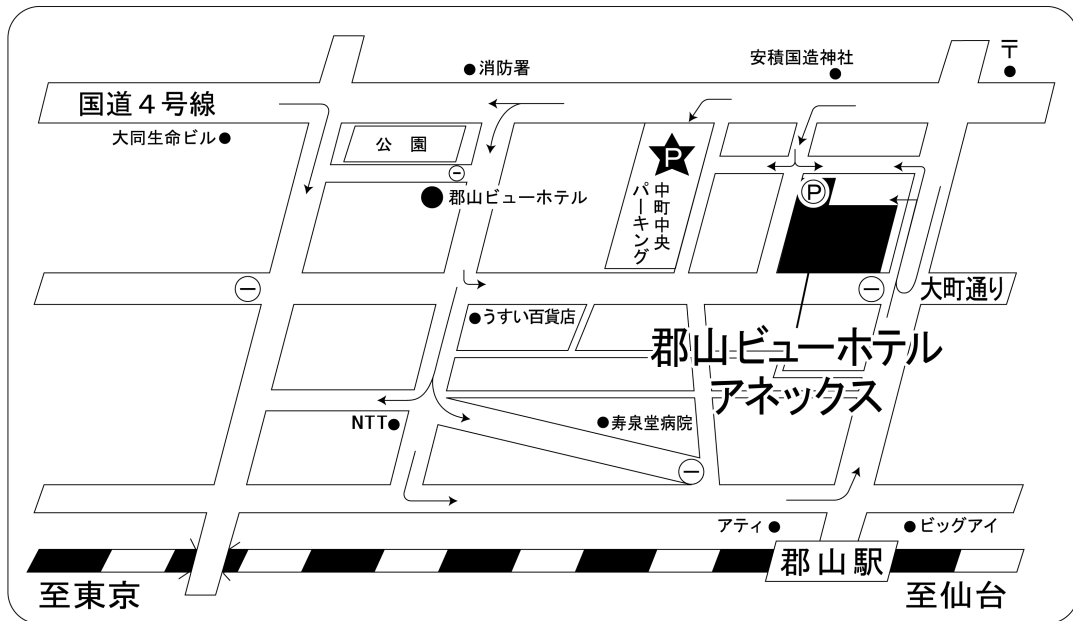 〒
安積国造神社
消防署
国道4号線
大同生命ビル
公園
P
中町中央
パーキング
P
郡山ビューホテル
大町通り
うすい百貨店
郡山ビューホテル
アネックス
NTT
寿泉堂病院
アティ
ビッグアイ
郡山駅
至東京
至仙台